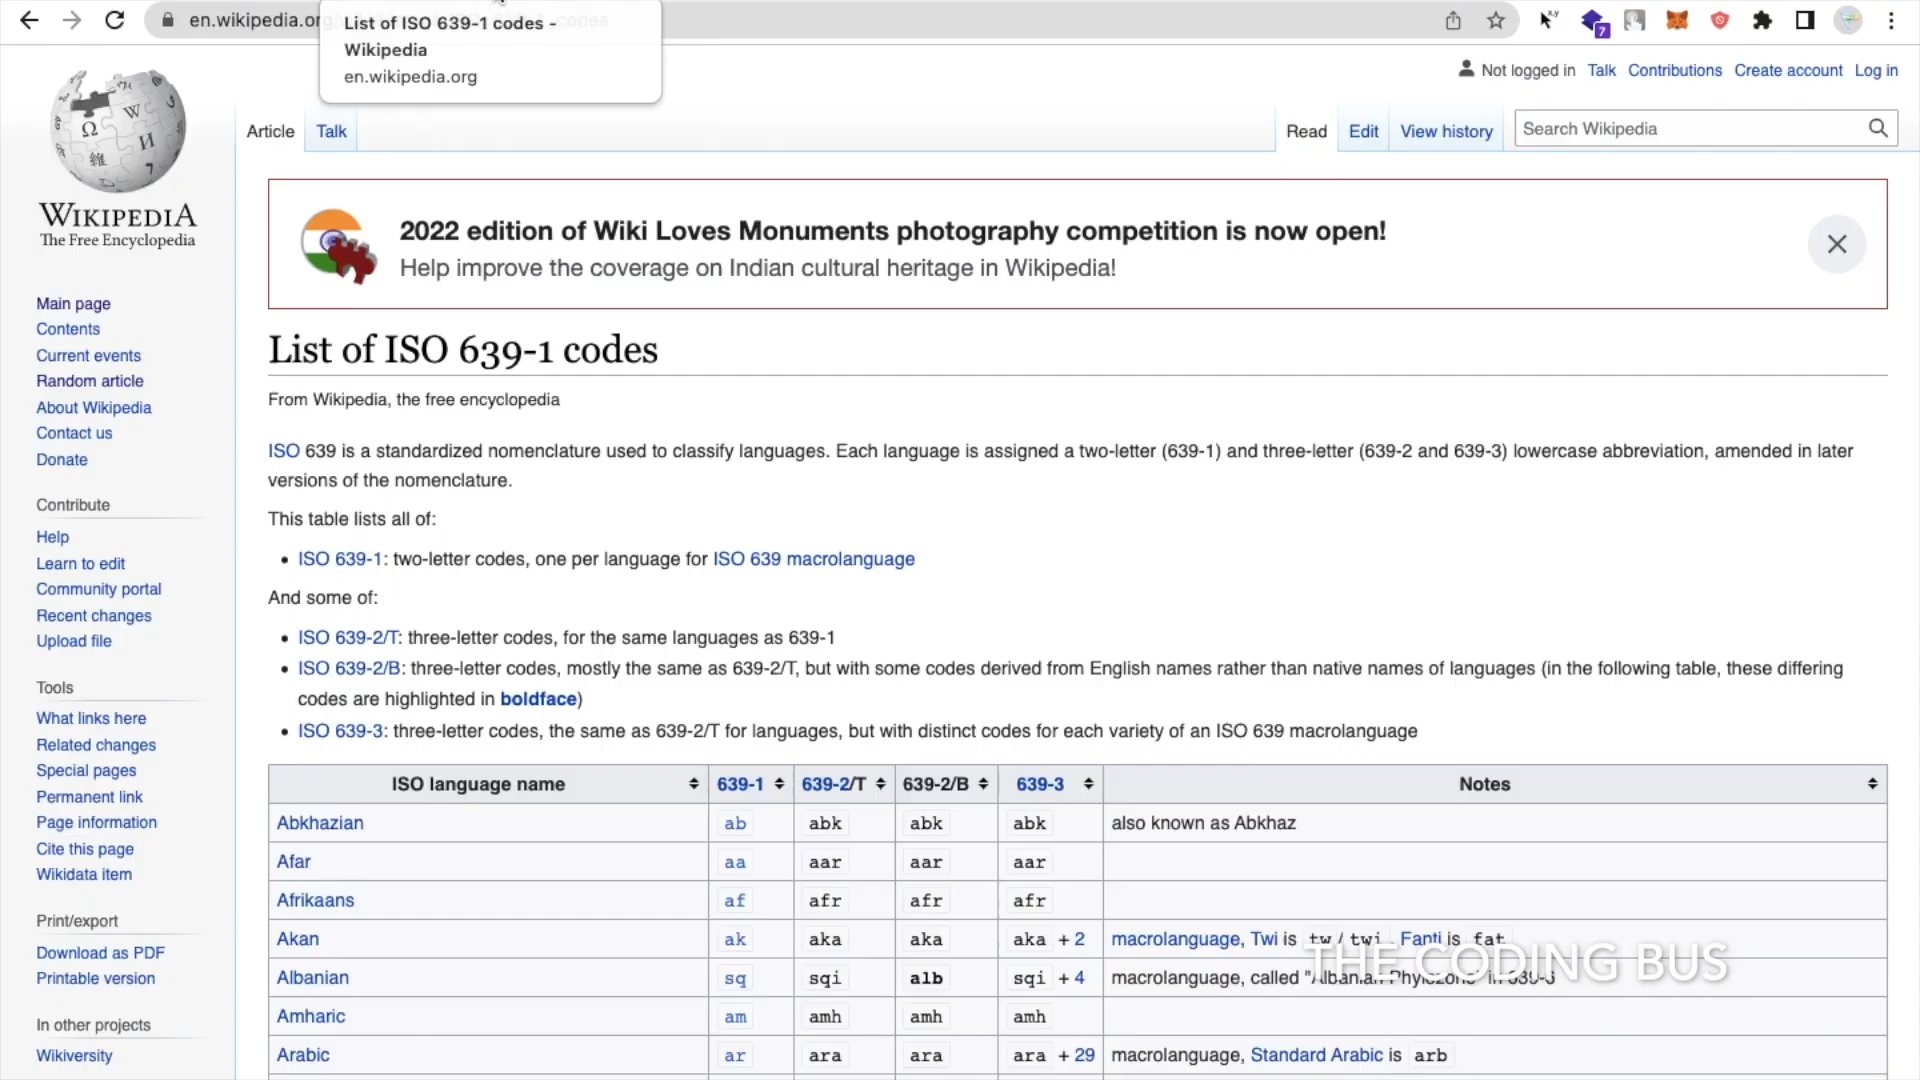 en.wikipedia.org
List of ISO 639-1 codes -
Wikipedia
en.wikipedia.org
7
Not logged in Talk Contributions Create account Log in
Article Talk Read Edit View history Search Wikipedia
WIKIPEDIA
The Free Encyclopedia
2022 edition of Wiki Loves Monuments photography competition is now open!
Help improve the coverage on Indian cultural heritage in Wikipedia!
Main page
Contents
Current events
Random article
About Wikipedia
Contact us
Donate
Contribute
Help
Learn to edit
Community portal
Recent changes
Upload file
Tools
What links here
Related changes
Special pages
Permanent link
Page information
Cite this page
Wikidata item
Print/export
Download as PDF
Printable version
In other projects
Wikiversity
List of ISO 639-1 codes
From Wikipedia, the free encyclopedia
ISO 639 is a standardized nomenclature used to classify languages. Each language is assigned a two-letter (639-1) and three-letter (639-2 and 639-3) lowercase abbreviation, amended in later
versions of the nomenclature.
This table lists all of:
• ISO 639-1: two-letter codes, one per language for ISO 639 macrolanguage
And some of:
• ISO 639-2/T: three-letter codes, for the same languages as 639-1
• ISO 639-2/B: three-letter codes, mostly the same as 639-2/T, but with some codes derived from English names rather than native names of languages (in the following table, these differing
codes are highlighted in boldface)
• ISO 639-3: three-letter codes, the same as 639-2/T for languages, but with distinct codes for each variety of an ISO 639 macrolanguage
ISO language name 639-1 639-2/T 639-2/B 639-3 Notes
Abkhazian ab abk abk abk also known as Abkhaz
Afar aa aar aar aar
Afrikaans af afr afr afr
Akan ak aka aka aka + 2 macrolanguage, Twi is tw / twi, Fanti is fat
THE CODING BUS
Albanian sq sqi alb sqi + 4 macrolanguage, called "Albanian in 639-6
Amharic am amh amh amh
Arabic ar ara ara ara + 29 macrolanguage, Standard Arabic is arb